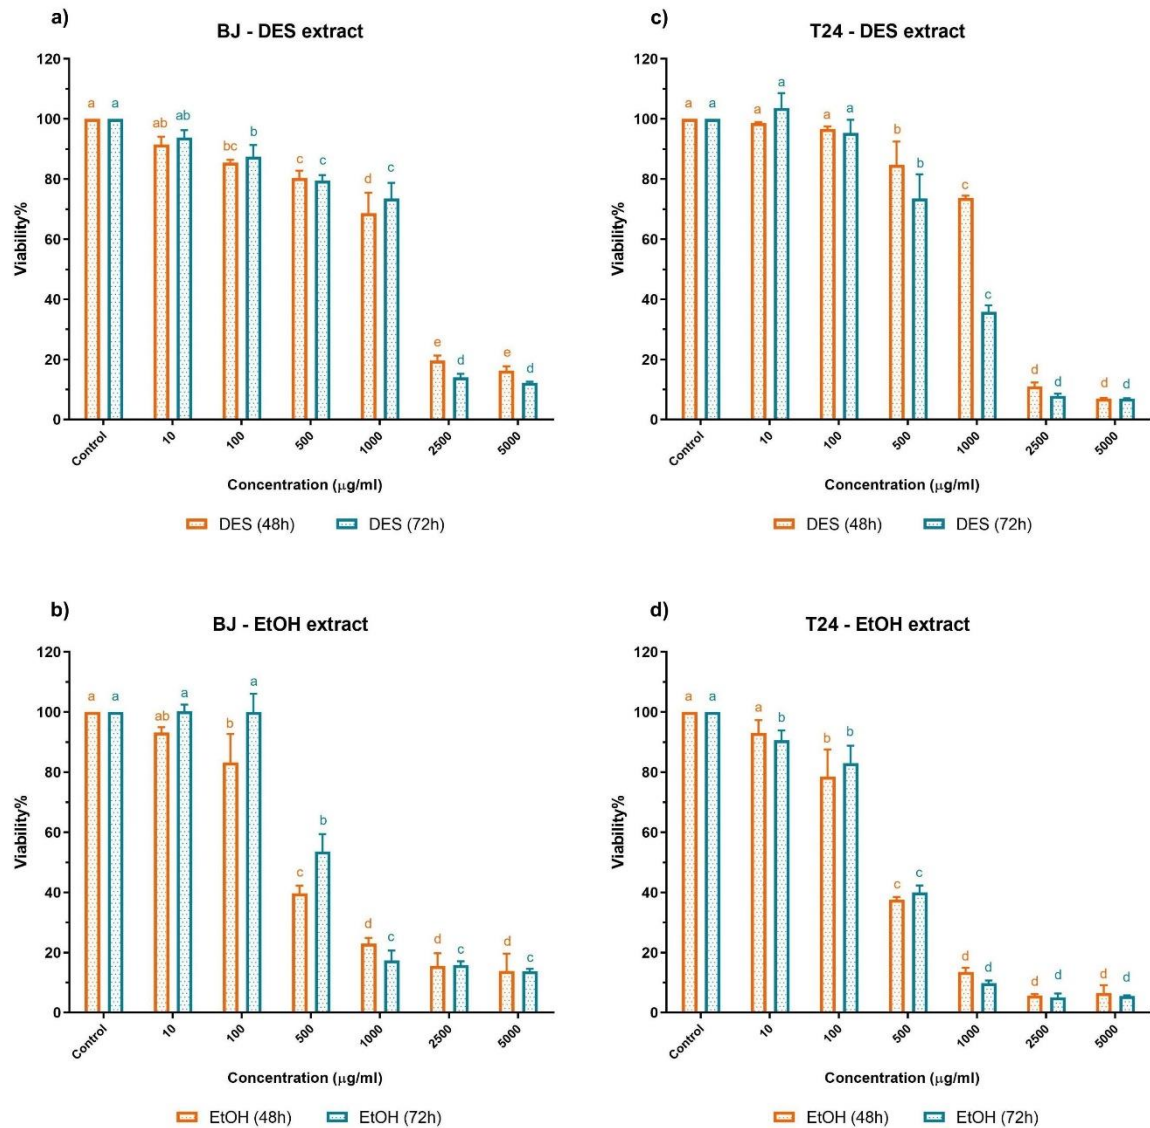 a)
BJ - DES extract
120
100
80
60
40
20
0
Viability%
a a ab ab bc b c c d c e d e d
Control 10 100 500 1000 2500 5000
Concentration (μg/ml)
DES (48h) DES (72h)
c)
T24 - DES extract
120
100
80
60
40
20
0
Viability%
a a a a a a b b c c d d d d
Control 10 100 500 1000 2500 5000
Concentration (μg/ml)
DES (48h) DES (72h)
b)
BJ - EtOH extract
120
100
80
60
40
20
0
Viability%
a a ab a b a c b d c d c d c
Control 10 100 500 1000 2500 5000
Concentration (μg/ml)
EtOH (48h) EtOH (72h)
d)
T24 - EtOH extract
120
100
80
60
40
20
0
Viability%
a a a b b b c c d d d d d d
Control 10 100 500 1000 2500 5000
Concentration (μg/ml)
EtOH (48h) EtOH (72h)